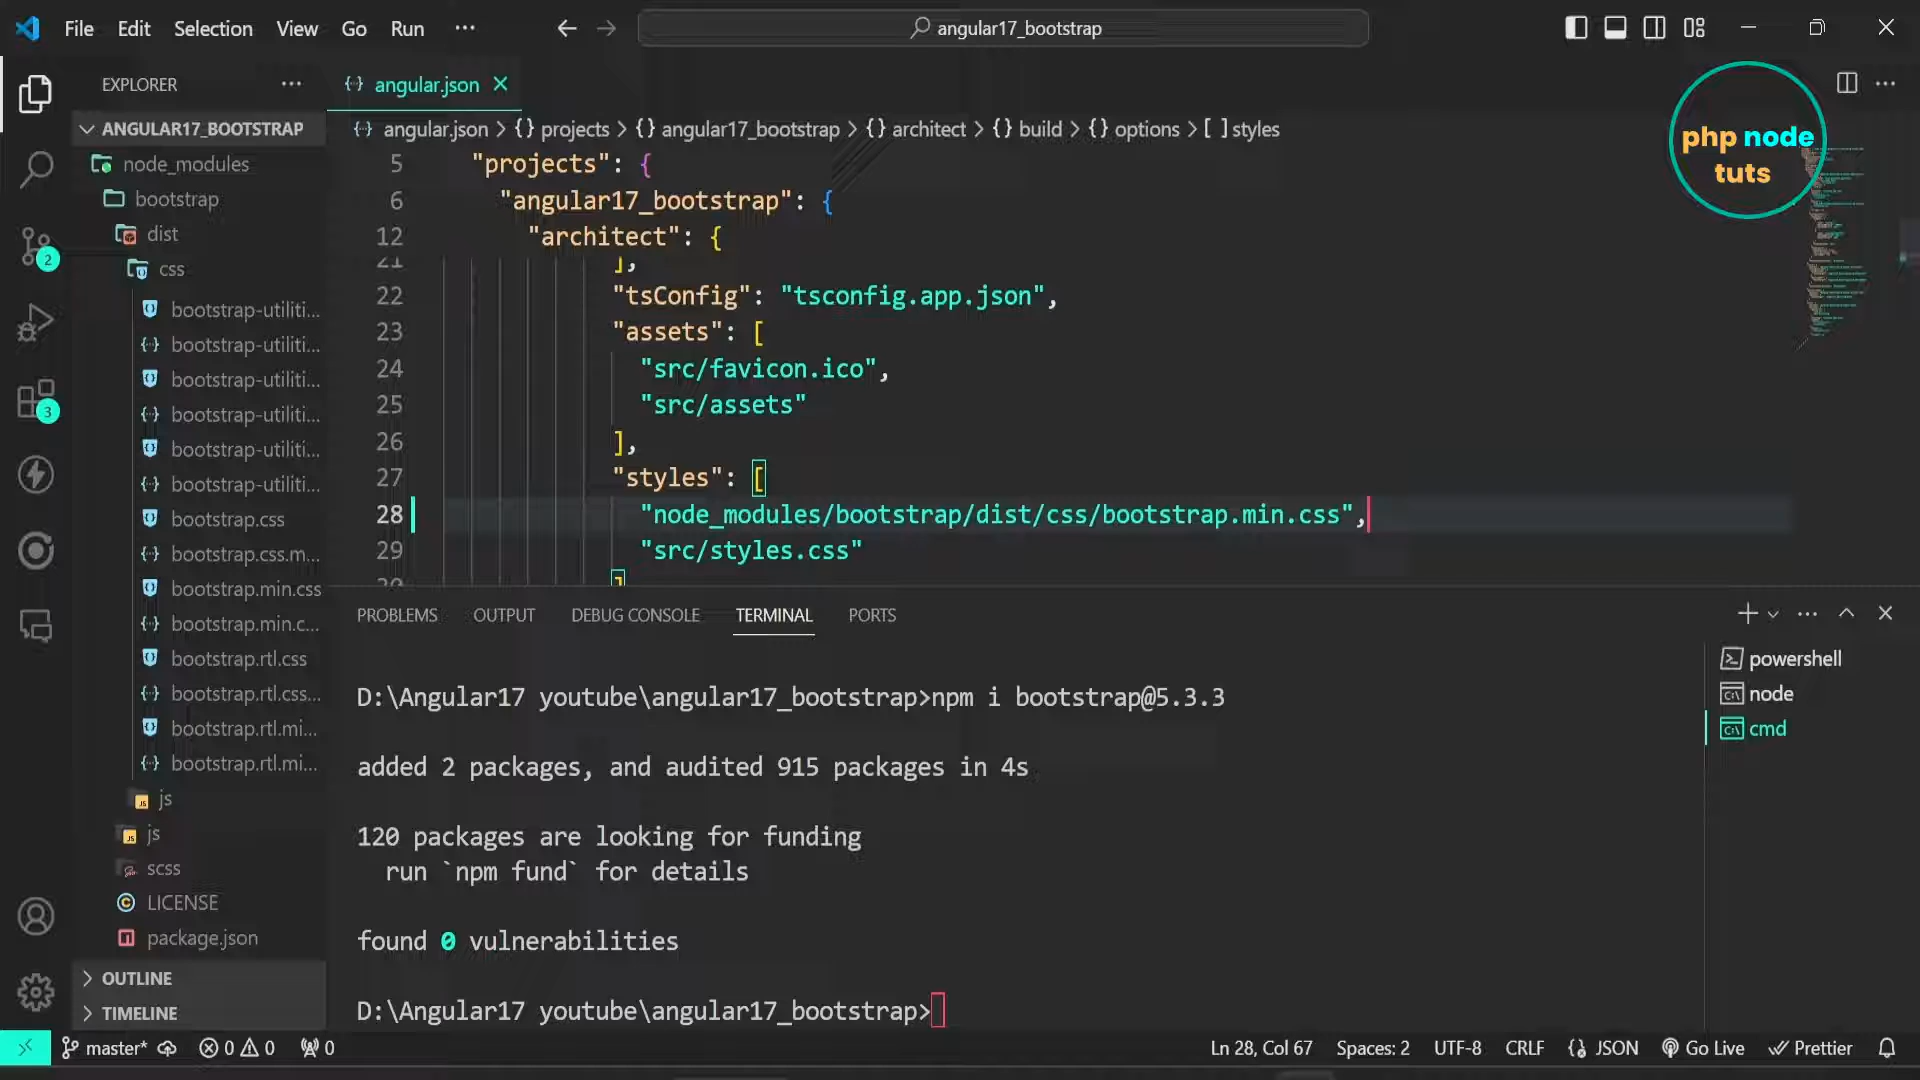 File Edit Selection View Go Run ···
angular17_bootstrap
EXPLORER ···
ANGULAR17_BOOTSTRAP
node_modules
bootstrap
dist
css
bootstrap-utiliti...
bootstrap-utiliti...
bootstrap-utiliti...
bootstrap-utiliti...
bootstrap-utiliti...
bootstrap-utiliti...
bootstrap.css
bootstrap.css.m...
bootstrap.min.css
bootstrap.min.c...
bootstrap.rtl.css
bootstrap.rtl.css...
bootstrap.rtl.mi...
bootstrap.rtl.mi...
js
js
scss
LICENSE
package.json
OUTLINE
TIMELINE
2
3
angular.json
angular.json > {} projects > {} angular17_bootstrap > {} architect > {} build > {} options > [ ] styles
php node
tuts
5 "projects": {
6 "angular17_bootstrap": {
12 "architect": {
21 ],
22 "tsConfig": "tsconfig.app.json",
23 "assets": [
24 "src/favicon.ico",
25 "src/assets"
26 ],
27 "styles": [
28 "node_modules/bootstrap/dist/css/bootstrap.min.css",
29 "src/styles.css"
30 ]
PROBLEMS OUTPUT DEBUG CONSOLE TERMINAL PORTS
D:\Angular17 youtube\angular17_bootstrap>npm i bootstrap@5.3.3
added 2 packages, and audited 915 packages in 4s
120 packages are looking for funding
run `npm fund` for details
found 0 vulnerabilities
D:\Angular17 youtube\angular17_bootstrap>
powershell
node
cmd
master* 0 0 0 Ln 28, Col 67 Spaces: 2 UTF-8 CRLF JSON Go Live Prettier